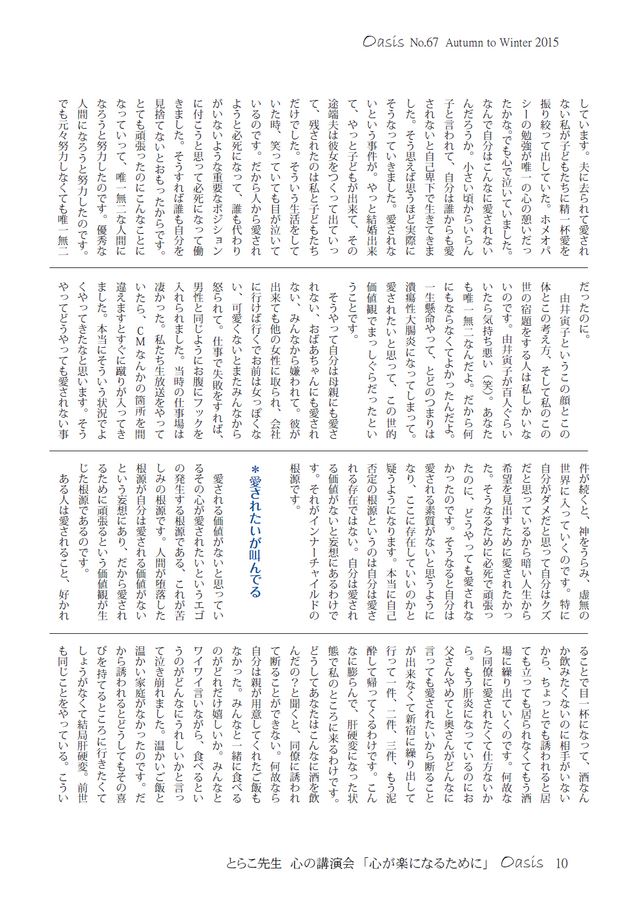 Oasis No.67 Autumn to Winter 2015
しています。夫に去られて愛され
ない私が子どもたちに精一杯愛を
振り絞って出していた。ホメオパ
シーの勉強が唯一の心の憩いだっ
たかな。でも心で泣いていました。
なんで自分はこんなに愛されない
んだろうか。小さい頃からいらん
子と言われて、自分は誰からも愛
されないと自己卑下で生きてきま
した。そう思えば思うほど実際に
そうなっていきました。愛されな
いという事件が。やっと結婚出来
て、やっと子どもが出来て、その
途端夫は彼女をつくって出ていっ
て、残されたのは私と子どもたち
だけでした。そういう生活をして
いた時、笑っていても目が泣いて
いるのです。だから人から愛され
ようと必死になって、誰も代わり
がいないような重要なポジション
に付こうと思って必死になって働
きました。そうすれば誰も自分を
見捨てないとおもったからです。
とても頑張ったのにこんなことに
なっていって、唯一無二な人間に
なろうと努力したのです。優秀な
人間になろうと努力したのです。
でも元々努力しなくても唯一無二
だったのに。
由井寅子というこの顔とこの
体とこの考え方、そして私のこの
世の宿題をする人は私しかいな
いのです。由井寅子が百人ぐらい
いたら気持ち悪い（笑）。あなた
も唯一無二なんだよ。だから何
にもならなくてよかったんだよ。
一生懸命やって、とどのつまりは
潰瘍性大腸炎になってしまって。
愛されたいと思って、この世的
価値観でまっしぐらだったとい
うことです。
そうやって自分は母親にも愛さ
れない、おばあちゃんにも愛され
ない、みんなから嫌われて。彼が
出来ても他の女性に取られ、会社
に行けば行くでお前は女っぽくな
い、可愛くないとまたみんなから
怒られて。仕事で失敗をすれば、
男性と同じようにお腹にフックを
入れられました。当時の仕事場は
凄かった。私たち生放送をやって
いたら、CMなんかの箇所を間
違えますとすぐに蹴りが入ってき
ました。本当にそういう状況でよ
くやってきたなと思います。そう
やってどうやっても愛されない事
件が続くと、神をうらみ、虚無の
世界に入っていくのです。特に
自分がダメだと思って自分はクズ
だと思っているから暗い人生から
希望を見出すために愛されたかっ
た。そうなるために必死で頑張っ
たのに、どうやっても愛されな
かったのです。そうなると自分は
愛される素質がないと思うように
なり、ここに存在していいのかと
疑うようになります。本当に自己
否定の根源というのは自分は愛さ
れる存在ではない。自分は愛され
る価値がないと妄想にあるわけで
す。それがインナーチャイルドの
根源です。
＊愛されたいが叫んでる
愛される価値がないと思ってい
るその心が愛されたいというエゴ
の発生する根源である、これが苦
しみの根源です。人間が堕落した
根源が自分は愛される価値がない
という妄想にあり、だから愛され
るために頑張るという価値観が生
じた根源であるのです。
ある人は愛されること、好かれ
ることで目一杯になって、酒なん
か飲みたくないのに相手がいない
から、ちょっとでも誘われると居
ても立っても居られなくてもう酒
場に繰り出ていくのです。何故な
ら同僚に愛されたくて仕方ないか
ら。もう肝炎になっているのにお
父さんやめてと奥さんがどんなに
言っても愛されたいから断ること
が出来なくて新宿に繰り出して
行って一件、二件、三件、もう泥
酔して帰ってくるわけです。こん
なに膨らんで、肝硬変になった状
態で私のところに来るわけです。
どうしてあなたはこんなに酒を飲
んだの？と聞くと、同僚に誘われ
て断ることができない。何故なら
自分は親が用意してくれたご飯も
なかった。みんなと一緒に食べる
のがどれだけ嬉しいか。みんなと
ワイワイ言いながら、食べるとい
うのがどんなにうれしいかと言っ
て泣き崩れました。温かいご飯と
温かい家庭がなかったのです。だ
から誘われるとどうしてもその喜
びを持てるところに行きたくて
しょうがなくて結局肝硬変。前世
も同じことをやっている。こうい
とらこ先生 心の講演会「心が楽になるために」 Oasis 10